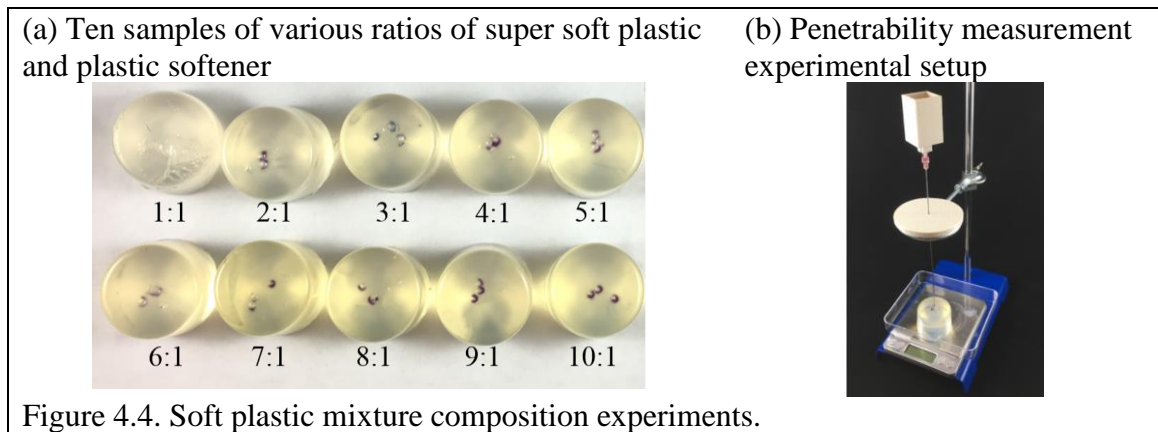 (a) Ten samples of various ratios of super soft plastic
and plastic softener
1:1 2:1 3:1 4:1 5:1
6:1 7:1 8:1 9:1 10:1
(b) Penetrability measurement
experimental setup
Figure 4.4. Soft plastic mixture composition experiments.